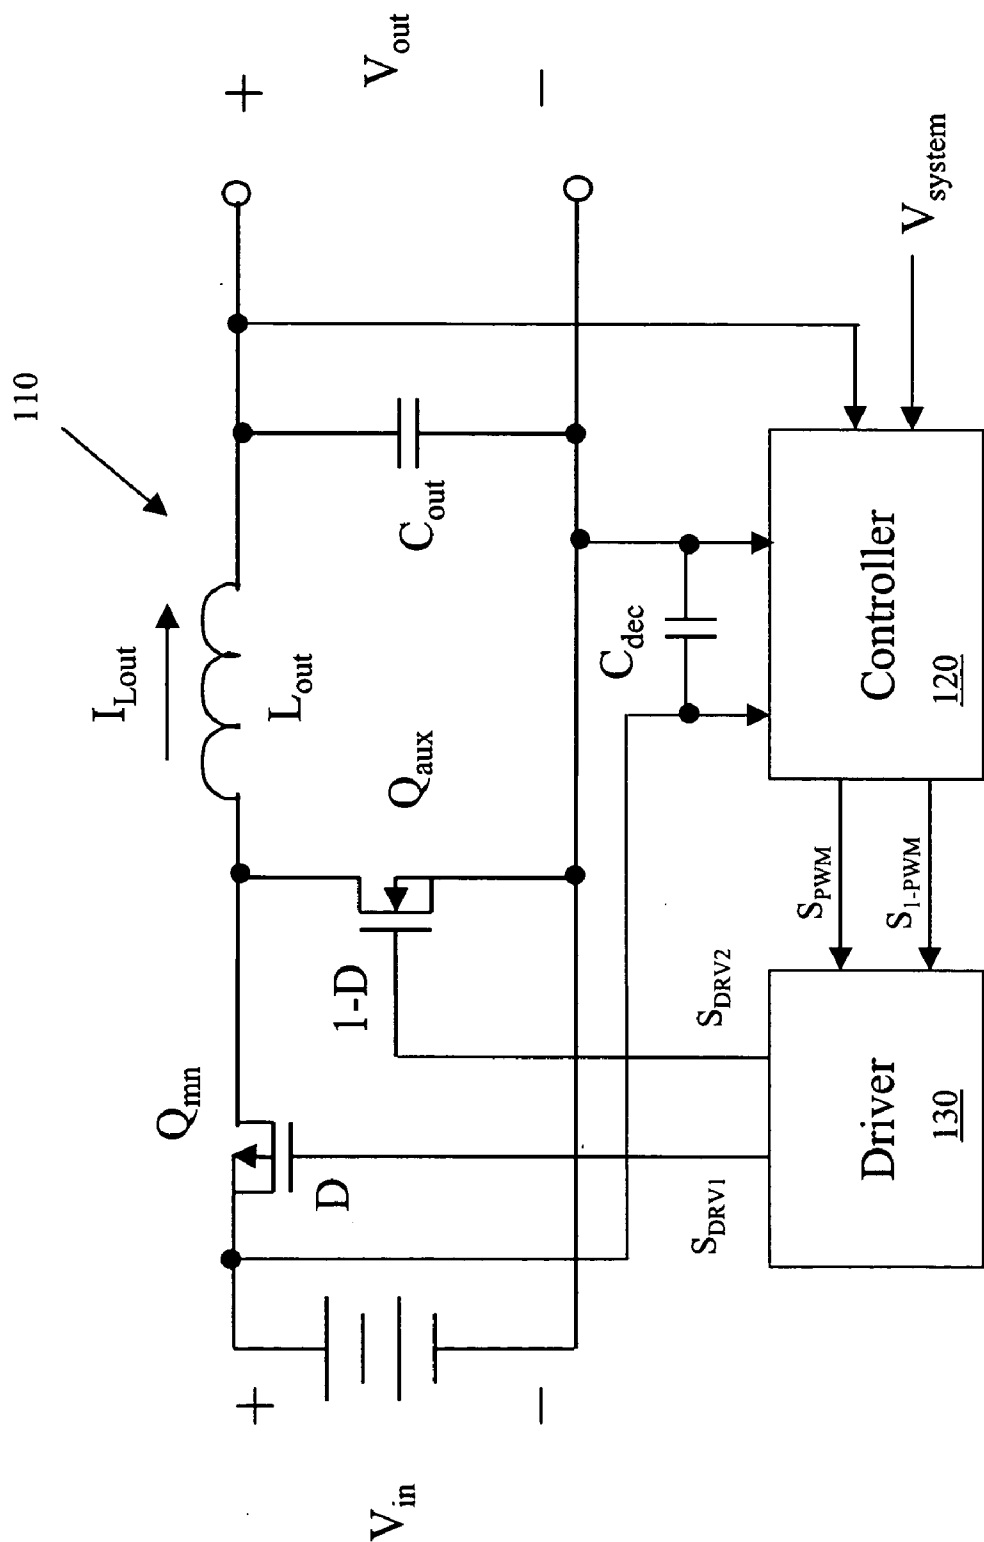 110
I_Lout
L_out
C_out
V_in
+
−
V_out
+
−
Q_mn
D
Q_aux
1-D
C_dec
S_DRV1
S_DRV2
Driver
130
S_PWM
S_1-PWM
Controller
120
V_system